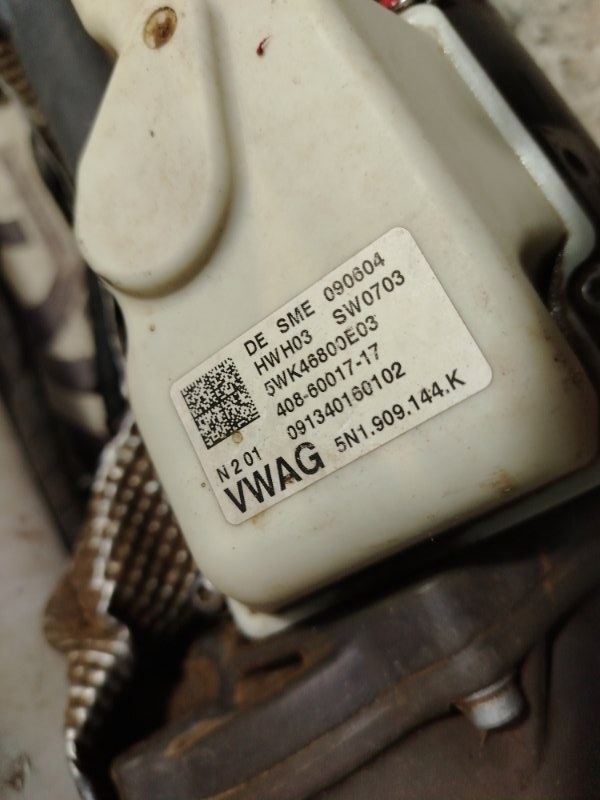 DE SME 090604
HWH03 SW0703
5WK46800E03
408-60017-17
091340160102
N201
VWAG 5N1.909.144.K